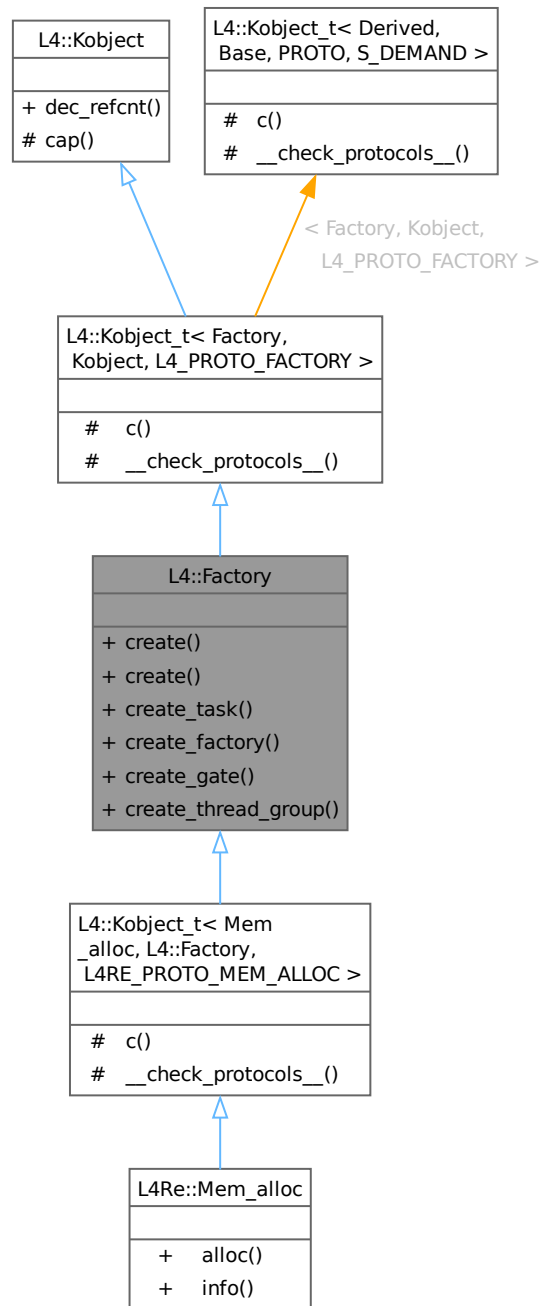 L4::Kobject
+ dec_refcnt()
# cap()
L4::Kobject_t< Derived,
Base, PROTO, S_DEMAND >
# c()
# __check_protocols__()
< Factory, Kobject,
L4_PROTO_FACTORY >
L4::Kobject_t< Factory,
Kobject, L4_PROTO_FACTORY >
# c()
# __check_protocols__()
L4::Factory
+ create()
+ create()
+ create_task()
+ create_factory()
+ create_gate()
+ create_thread_group()
L4::Kobject_t< Mem
_alloc, L4::Factory,
L4RE_PROTO_MEM_ALLOC >
# c()
# __check_protocols__()
L4Re::Mem_alloc
+ alloc()
+ info()